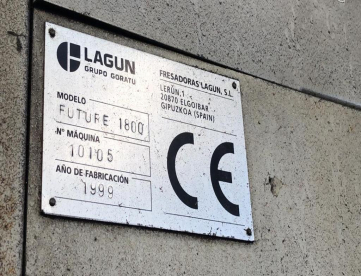 LAGUN
GRUPO GORATU
FRESADORAS LAGUN, S.L.
LERÚN, 1
20870 ELGOIBAR
GIPUZKOA (SPAIN)
MODELO
FUTURE 1800
Nº MÁQUINA
10105
AÑO DE FABRICACIÓN
1999
CE